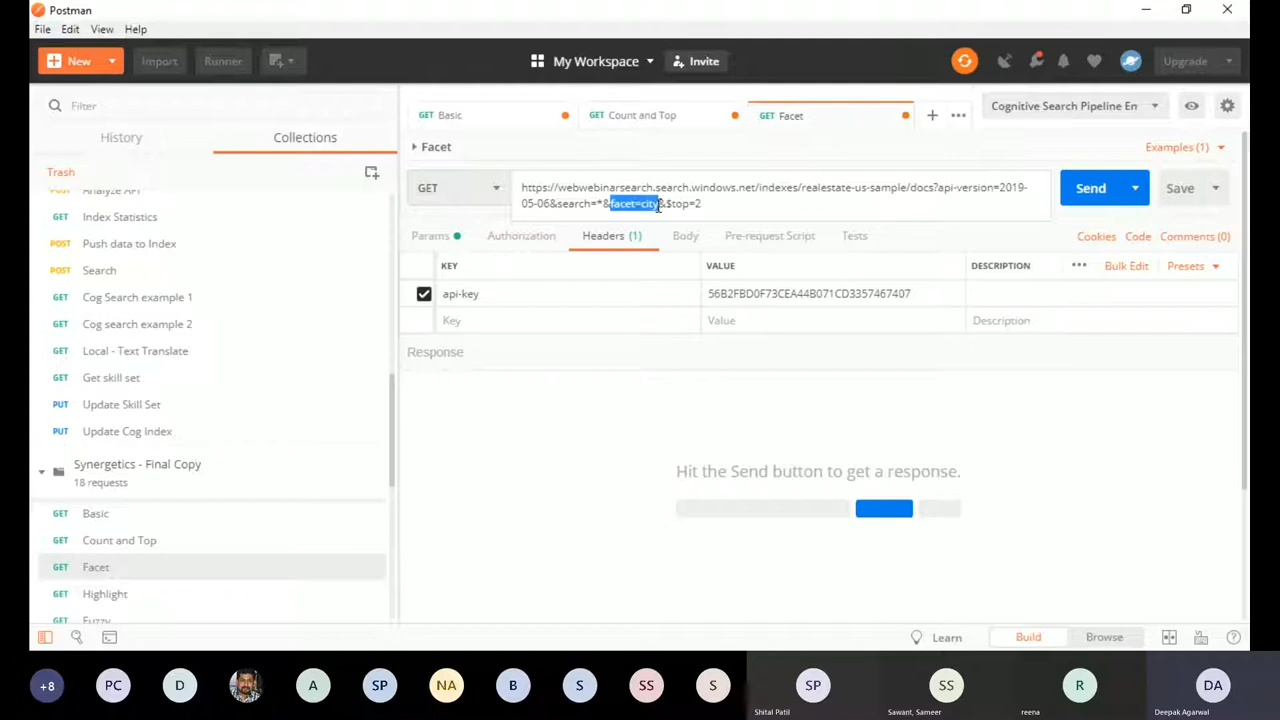 Postman
File Edit View Help
New Import Runner My Workspace Invite Upgrade
Filter
History Collections
Trash
Analyze API
GET Index Statistics
POST Push data to Index
POST Search
GET Cog Search example 1
GET Cog search example 2
GET Local - Text Translate
GET Get skill set
PUT Update Skill Set
PUT Update Cog Index
Synergetics - Final Copy
18 requests
GET Basic
GET Count and Top
GET Facet
GET Highlight
GET Fuzzy
GET Basic GET Count and Top GET Facet Cognitive Search Pipeline En
Facet Examples (1)
GET https://webwebinarsearch.search.windows.net/indexes/realestate-us-sample/docs?api-version=2019-
05-06&search=*&facet=city&$top=2
Send Save
Params Authorization Headers (1) Body Pre-request Script Tests Cookies Code Comments (0)
KEY VALUE DESCRIPTION Bulk Edit Presets
api-key 56B2FBD0F73CEA44B071CD3357467407
Key Value Description
Response
Hit the Send button to get a response.
Learn Build Browse
+8 PC D A SP NA B S SS S SP SS R DA
Shital Patil Sawant, Sameer reena Deepak Agarwal